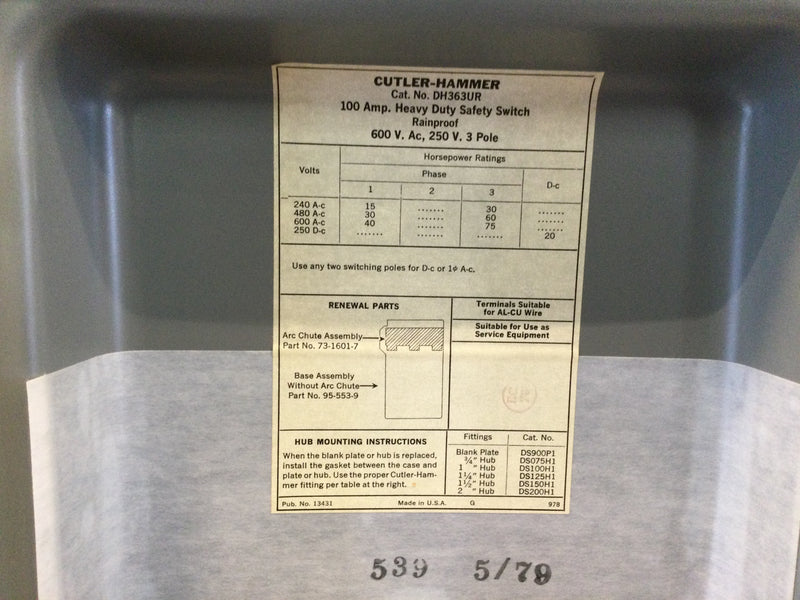 CUTLER-HAMMER
Cat. No. DH363UR
100 Amp. Heavy Duty Safety Switch
Rainproof
600 V. Ac, 250 V. 3 Pole
Volts
Horsepower Ratings
Phase
D-c
1 2 3
240 A-c 15 ....... 30 .......
480 A-c 30 ....... 60 .......
600 A-c 40 ....... 75 .......
250 D-c ....... ....... ....... 20
Use any two switching poles for D-c or 1ø A-c.
RENEWAL PARTS
Arc Chute Assembly
Part No. 73-1601-7
Base Assembly
Without Arc Chute
Part No. 95-553-9
Terminals Suitable
for AL-CU Wire
Suitable for Use as
Service Equipment
HUB MOUNTING INSTRUCTIONS
When the blank plate or hub is replaced,
install the gasket between the case and
plate or hub. Use the proper Cutler-Ham-
mer fitting per table at the right.
Fittings Cat. No.
Blank Plate DS900P1
¾" Hub DS075H1
1 " Hub DS100H1
1¼" Hub DS125H1
1½" Hub DS150H1
2 " Hub DS200H1
Pub. No. 13431 Made in U.S.A. G 978
539 5/79